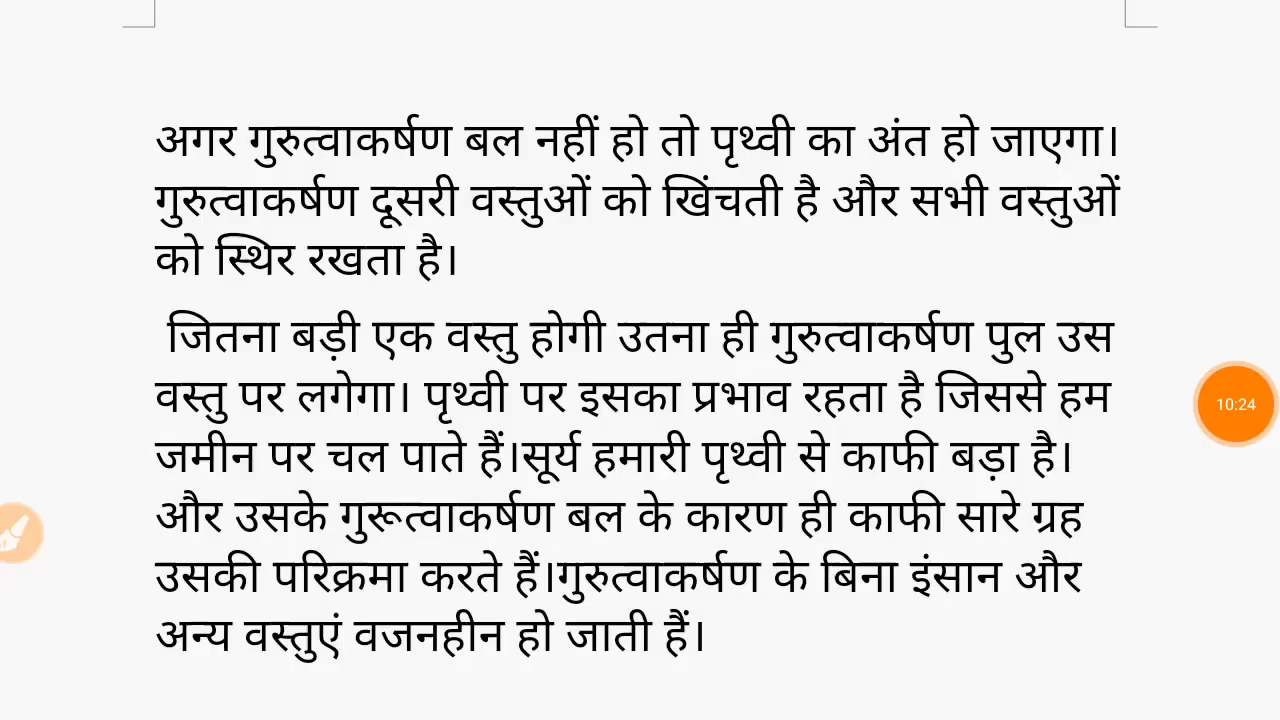 अगर गुरुत्वाकर्षण बल नहीं हो तो पृथ्वी का अंत हो जाएगा।
गुरुत्वाकर्षण दूसरी वस्तुओं को खिंचती है और सभी वस्तुओं
को स्थिर रखता है।
जितना बड़ी एक वस्तु होगी उतना ही गुरुत्वाकर्षण पुल उस
वस्तु पर लगेगा। पृथ्वी पर इसका प्रभाव रहता है जिससे हम
जमीन पर चल पाते हैं।सूर्य हमारी पृथ्वी से काफी बड़ा है।
और उसके गुरूत्वाकर्षण बल के कारण ही काफी सारे ग्रह
उसकी परिक्रमा करते हैं।गुरुत्वाकर्षण के बिना इंसान और
अन्य वस्तुएं वजनहीन हो जाती हैं।
10:24